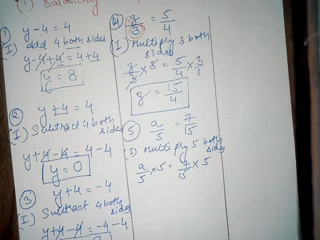 1) Balancing
① y - 4 = 4
(I) add 4 both sides
y - 4 + 4 = 4 + 4
y = 8
② y + 4 = 4
(I) Subtract 4 both sides
y + 4 - 4 = 4 - 4
y = 0
③ y + 4 = -4
(I) Subtract 4 both sides
y + 4 - 4 = -4 - 4
④ z/3 = 5/4
(I) Multiply 3 both sides
z/3 × 3 = 5/4 × 3/1
z = 15/4
⑤ a/5 = 7/15
(I) Multiply 5 both sides
a/5 × 5 = 7/15 × 5